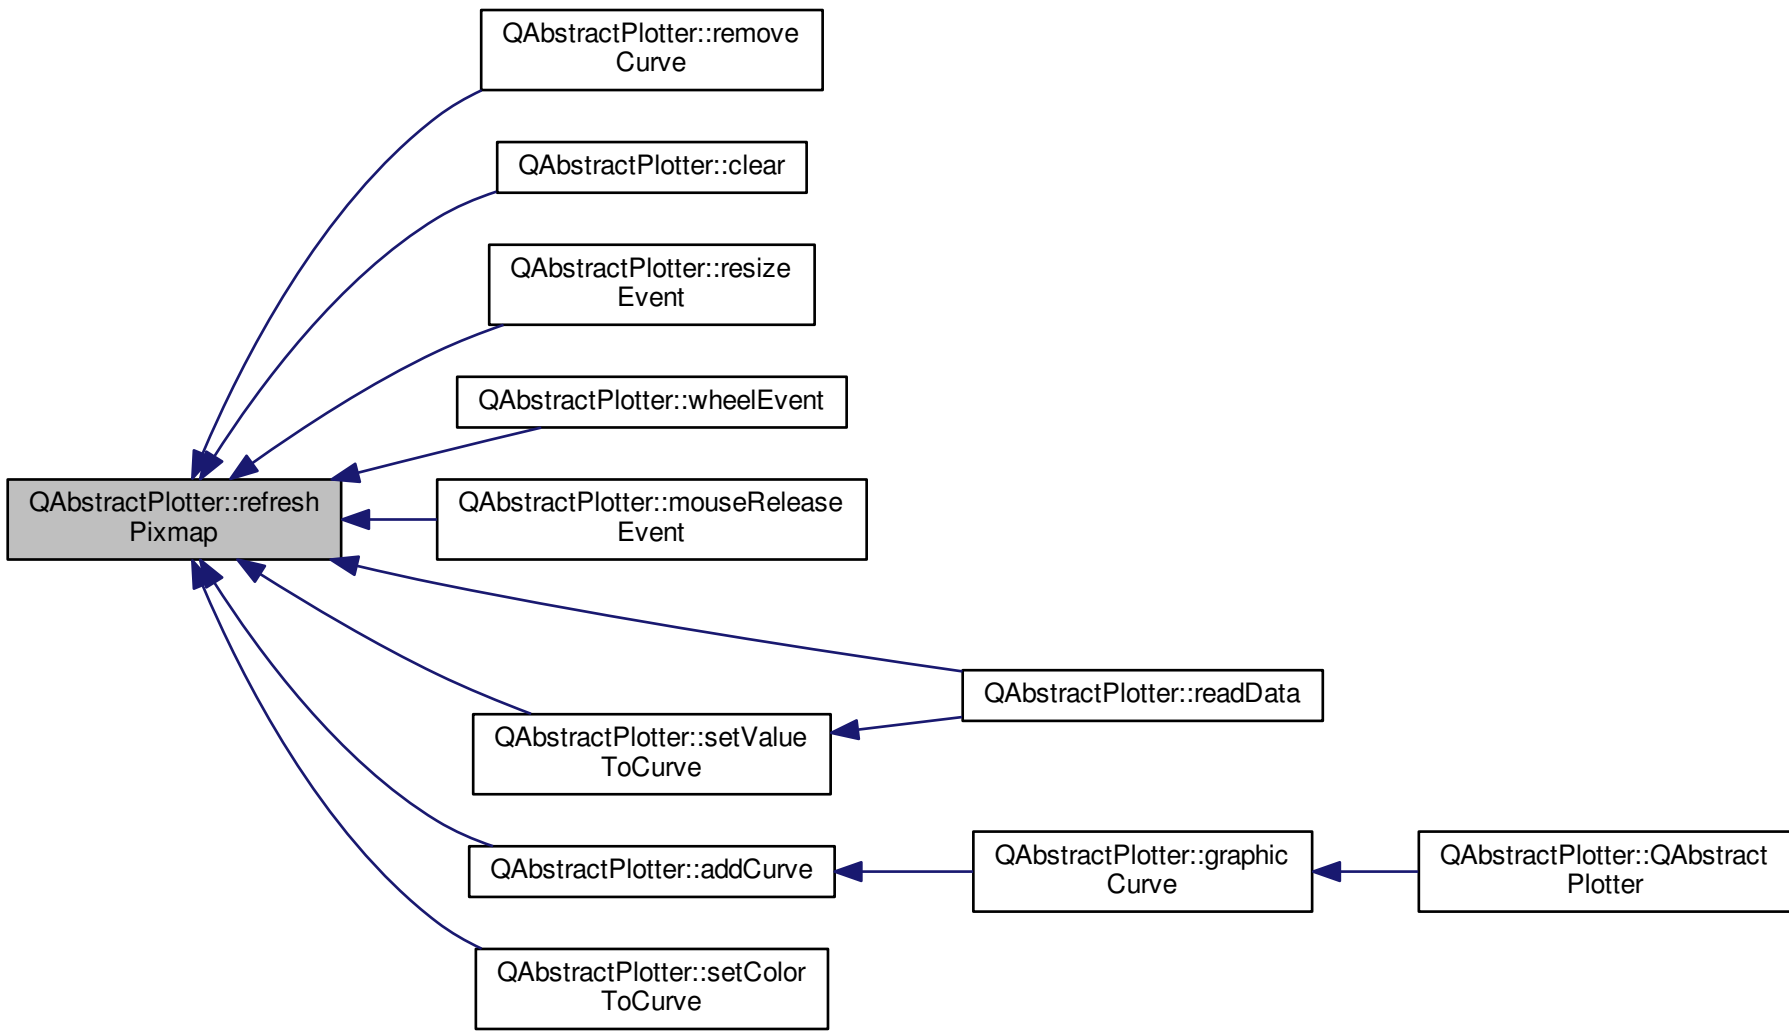 QAbstractPlotter::remove
Curve
QAbstractPlotter::clear
QAbstractPlotter::resize
Event
QAbstractPlotter::wheelEvent
QAbstractPlotter::refresh
Pixmap
QAbstractPlotter::mouseRelease
Event
QAbstractPlotter::readData
QAbstractPlotter::setValue
ToCurve
QAbstractPlotter::addCurve
QAbstractPlotter::graphic
Curve
QAbstractPlotter::QAbstract
Plotter
QAbstractPlotter::setColor
ToCurve